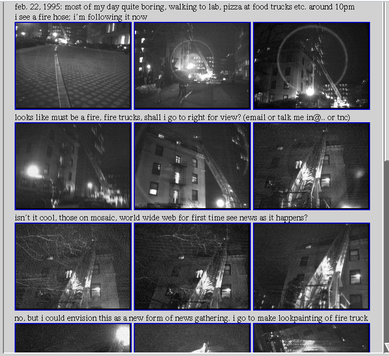 feb. 22, 1995: most of my day quite boring, walking to lab, pizza at food trucks etc. around 10pm
i see a fire hose; i'm following it now
looks like must be a fire, fire trucks, shall i go to right for view? (email or talk me in@.. or tnc)
isn't it cool, those on mosaic, world wide web for first time see news as it happens?
no, but i could envision this as a new form of news gathering. i go to make lookpainting of fire truck